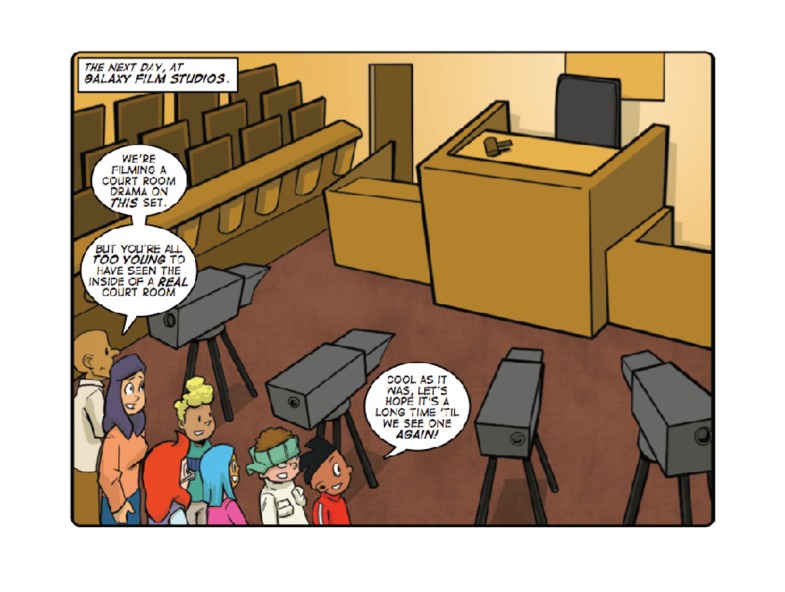 THE NEXT DAY, AT
GALAXY FILM STUDIOS.
WE'RE
FILMING A
COURT ROOM
DRAMA ON
THIS SET.
BUT YOU'RE ALL
TOO YOUNG TO
HAVE SEEN THE
INSIDE OF A REAL
COURT ROOM
COOL AS IT
WAS, LET'S
HOPE IT'S A
LONG TIME 'TIL
WE SEE ONE
AGAIN!